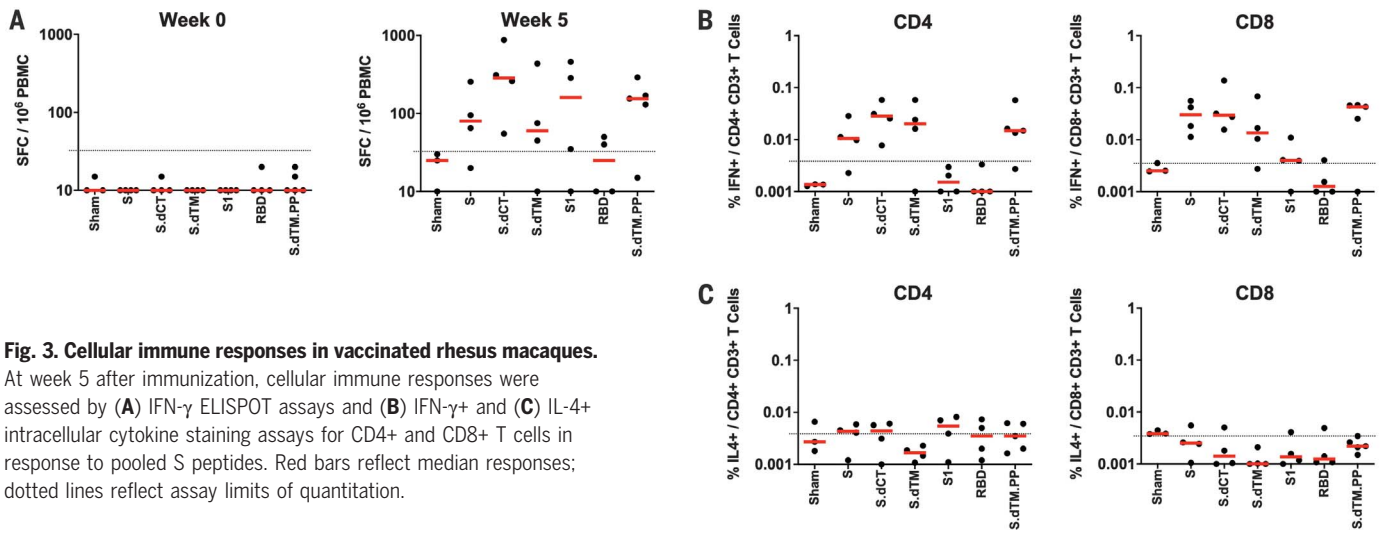 A
Week 0
SFC / 10⁶ PBMC
1000
100
10
Sham
S
S.dCT
S.dTM
S1
RBD
S.dTM.PP
Week 5
SFC / 10⁶ PBMC
1000
100
10
Sham
S
S.dCT
S.dTM
S1
RBD
S.dTM.PP
B
CD4
% IFN+ / CD4+ CD3+ T Cells
1
0.1
0.01
0.001
Sham
S
S.dCT
S.dTM
S1
RBD
S.dTM.PP
CD8
% IFN+ / CD8+ CD3+ T Cells
1
0.1
0.01
0.001
Sham
S
S.dCT
S.dTM
S1
RBD
S.dTM.PP
C
CD4
% IL4+ / CD4+ CD3+ T Cells
1
0.1
0.01
0.001
Sham
S
S.dCT
S.dTM
S1
RBD
S.dTM.PP
CD8
% IL4+ / CD8+ CD3+ T Cells
1
0.1
0.01
0.001
Sham
S
S.dCT
S.dTM
S1
RBD
S.dTM.PP
Fig. 3. Cellular immune responses in vaccinated rhesus macaques.
At week 5 after immunization, cellular immune responses were
assessed by (A) IFN-γ ELISPOT assays and (B) IFN-γ+ and (C) IL-4+
intracellular cytokine staining assays for CD4+ and CD8+ T cells in
response to pooled S peptides. Red bars reflect median responses;
dotted lines reflect assay limits of quantitation.